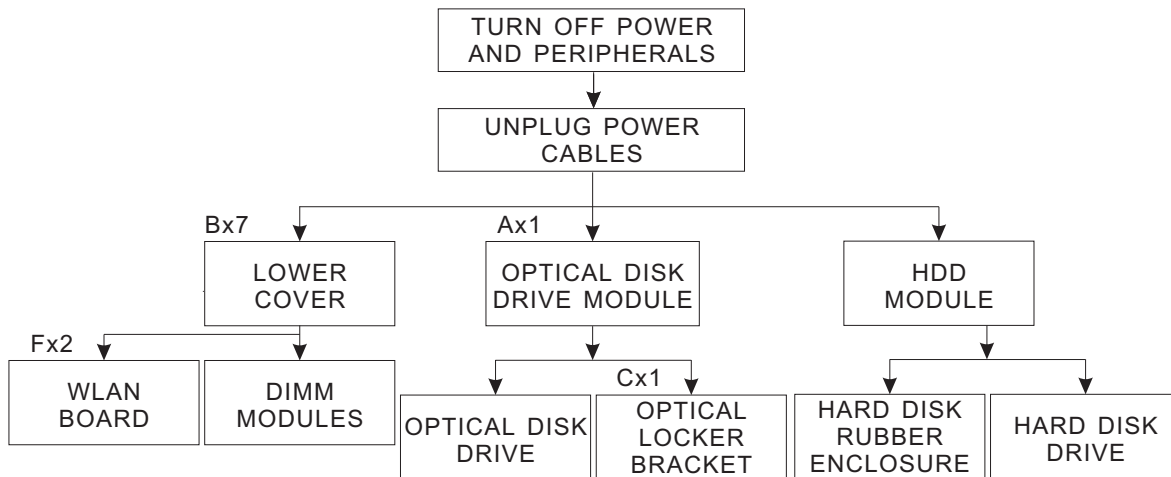 TURN OFF POWER
AND PERIPHERALS
UNPLUG POWER
CABLES
Bx7
LOWER
COVER
Ax1
OPTICAL DISK
DRIVE MODULE
HDD
MODULE
Fx2
WLAN
BOARD
DIMM
MODULES
OPTICAL DISK
DRIVE
Cx1
OPTICAL
LOCKER
BRACKET
HARD DISK
RUBBER
ENCLOSURE
HARD DISK
DRIVE